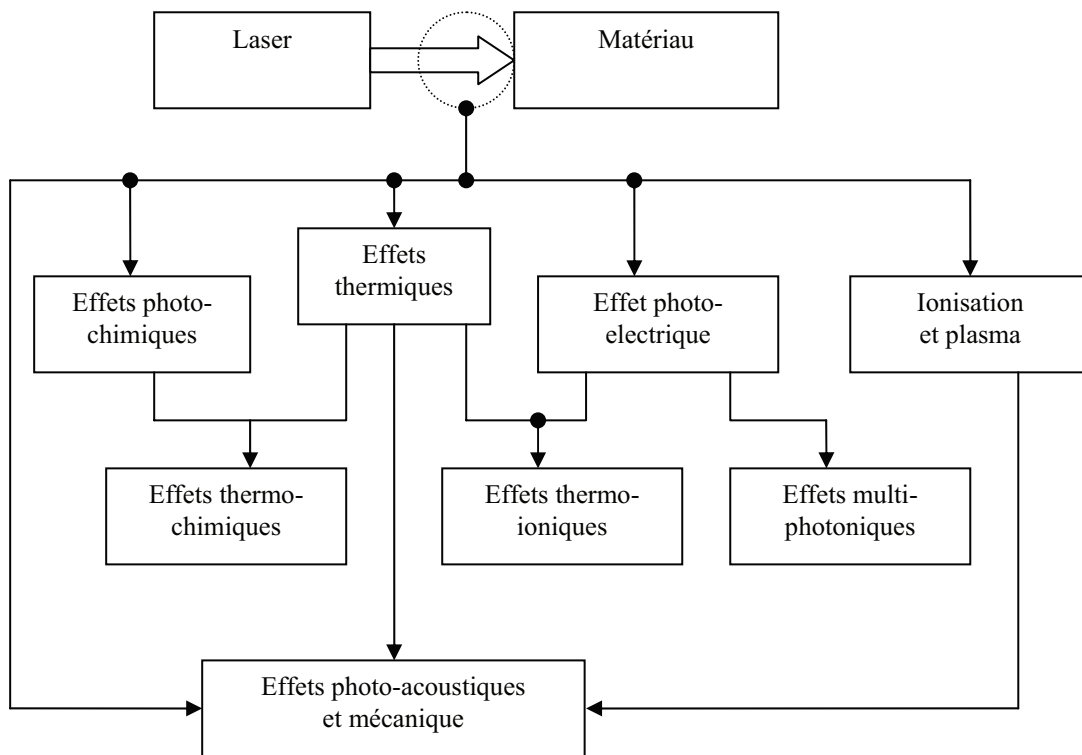 Laser
Matériau
Effets
thermiques
Effets photo-
chimiques
Effet photo-
electrique
Ionisation
et plasma
Effets thermo-
chimiques
Effets thermo-
ioniques
Effets multi-
photoniques
Effets photo-acoustiques
et mécanique